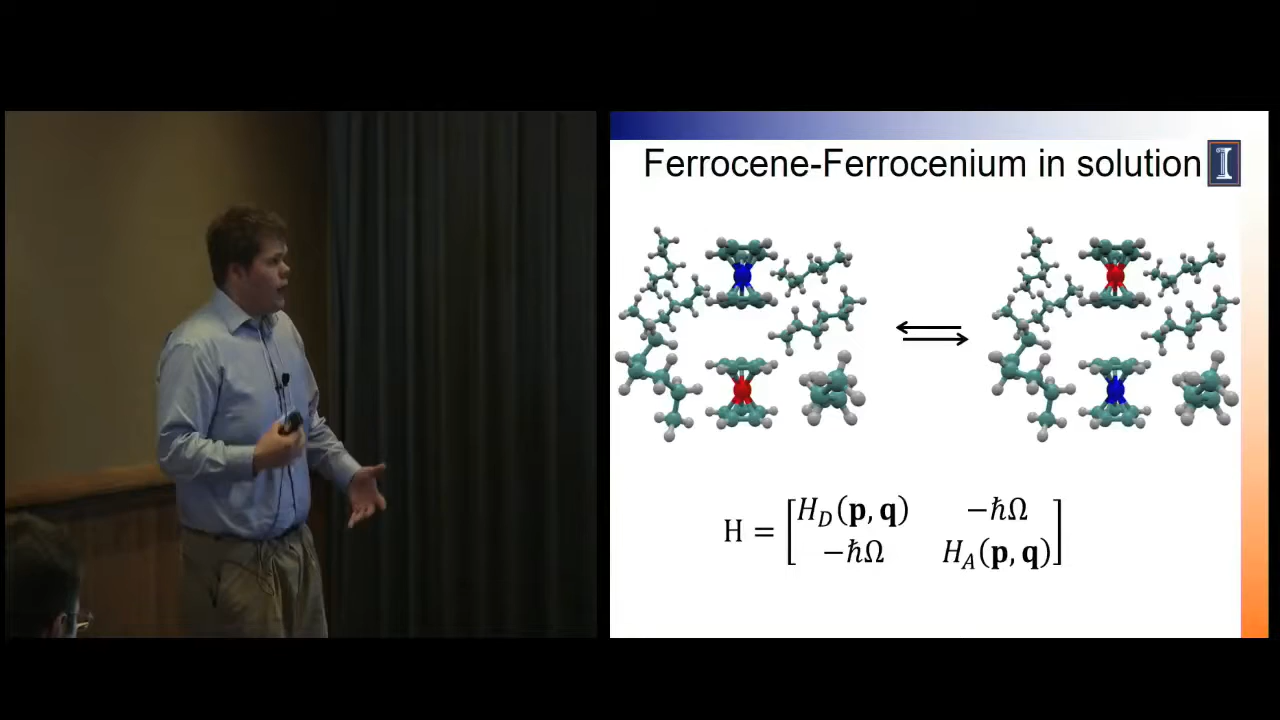 Ferrocene-Ferrocenium in solution
I
H = [ H_D(𝐩, 𝐪) −ℏΩ
−ℏΩ H_A(𝐩, 𝐪) ]